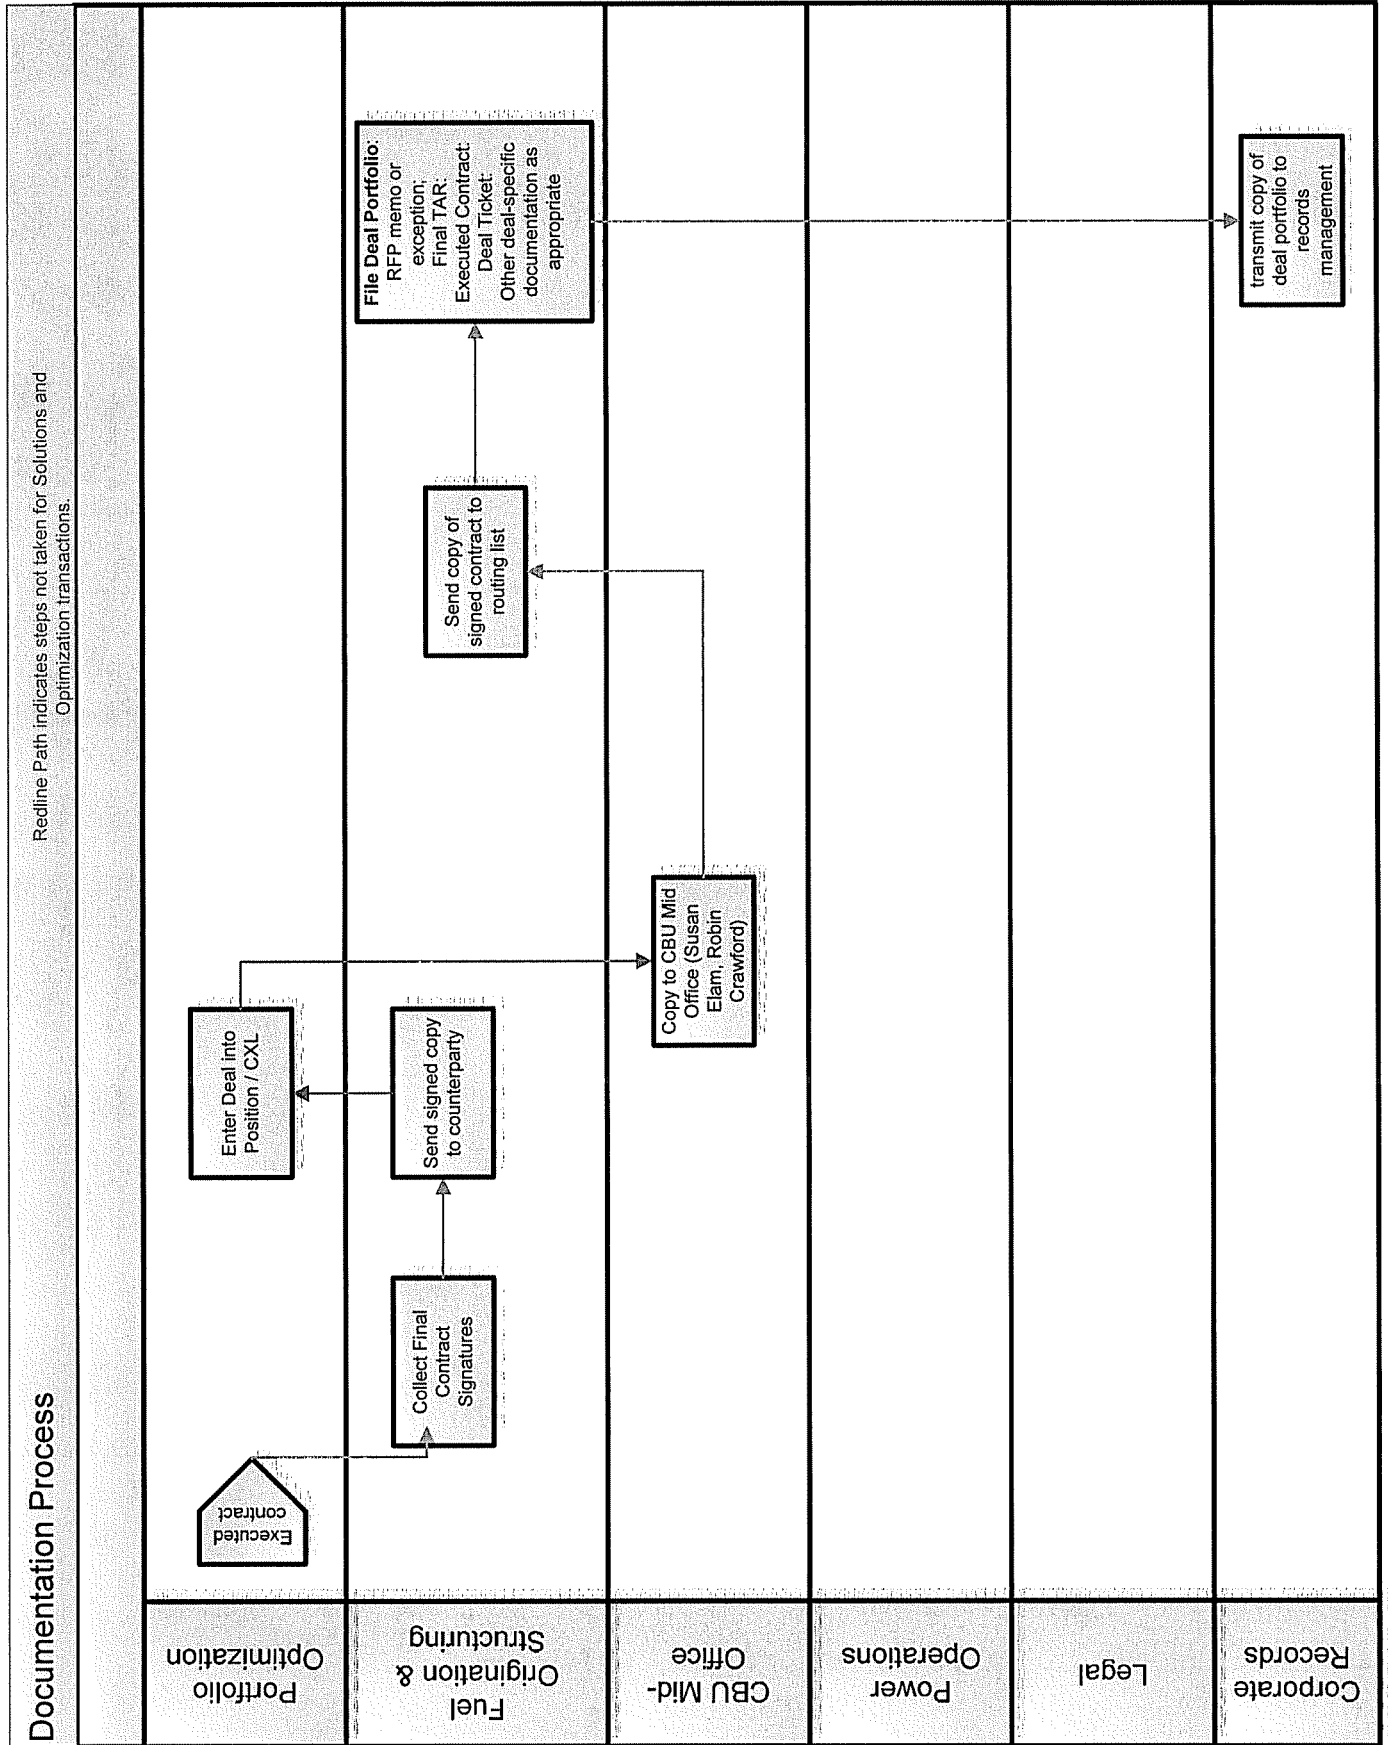 Documentation Process
Redline Path indicates steps not taken for Solutions and
Optimization transactions.
Portfolio
Optimization
Executed
contract
Enter Deal into
Position / CXL
Fuel
Origination &
Structuring
Collect Final
Contract
Signatures
Send signed copy
to counterparty
Send copy of
signed contract to
routing list
File Deal Portfolio:
RFP memo or
exception;
Final TAR:
Executed Contract:
Deal Ticket:
Other deal-specific
documentation as
appropriate
CBU Mid-
Office
Copy to CBU Mid
Office (Susan
Elam, Robin
Crawford)
Power
Operations
Legal
Corporate
Records
transmit copy of
deal portfolio to
records
management